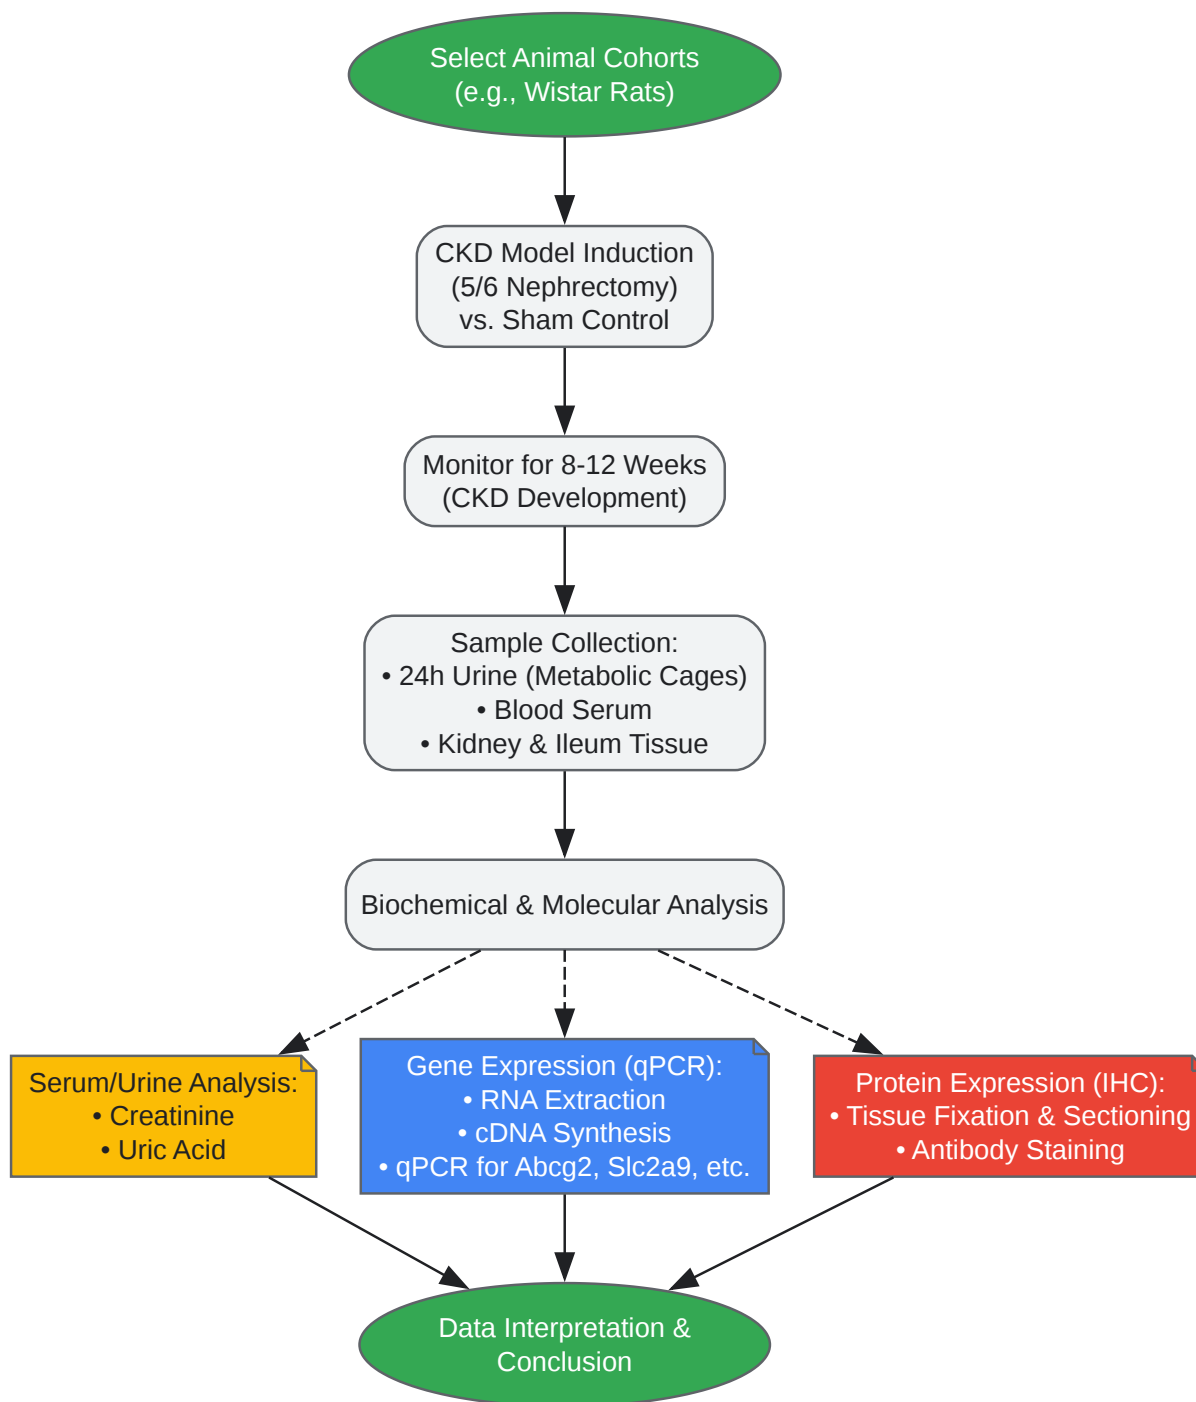 Select Animal Cohorts
(e.g., Wistar Rats)
CKD Model Induction
(5/6 Nephrectomy)
vs. Sham Control
Monitor for 8-12 Weeks
(CKD Development)
Sample Collection:
• 24h Urine (Metabolic Cages)
• Blood Serum
• Kidney & Ileum Tissue
Biochemical & Molecular Analysis
Serum/Urine Analysis:
• Creatinine
• Uric Acid
Gene Expression (qPCR):
• RNA Extraction
• cDNA Synthesis
• qPCR for Abcg2, Slc2a9, etc.
Protein Expression (IHC):
• Tissue Fixation & Sectioning
• Antibody Staining
Data Interpretation &
Conclusion